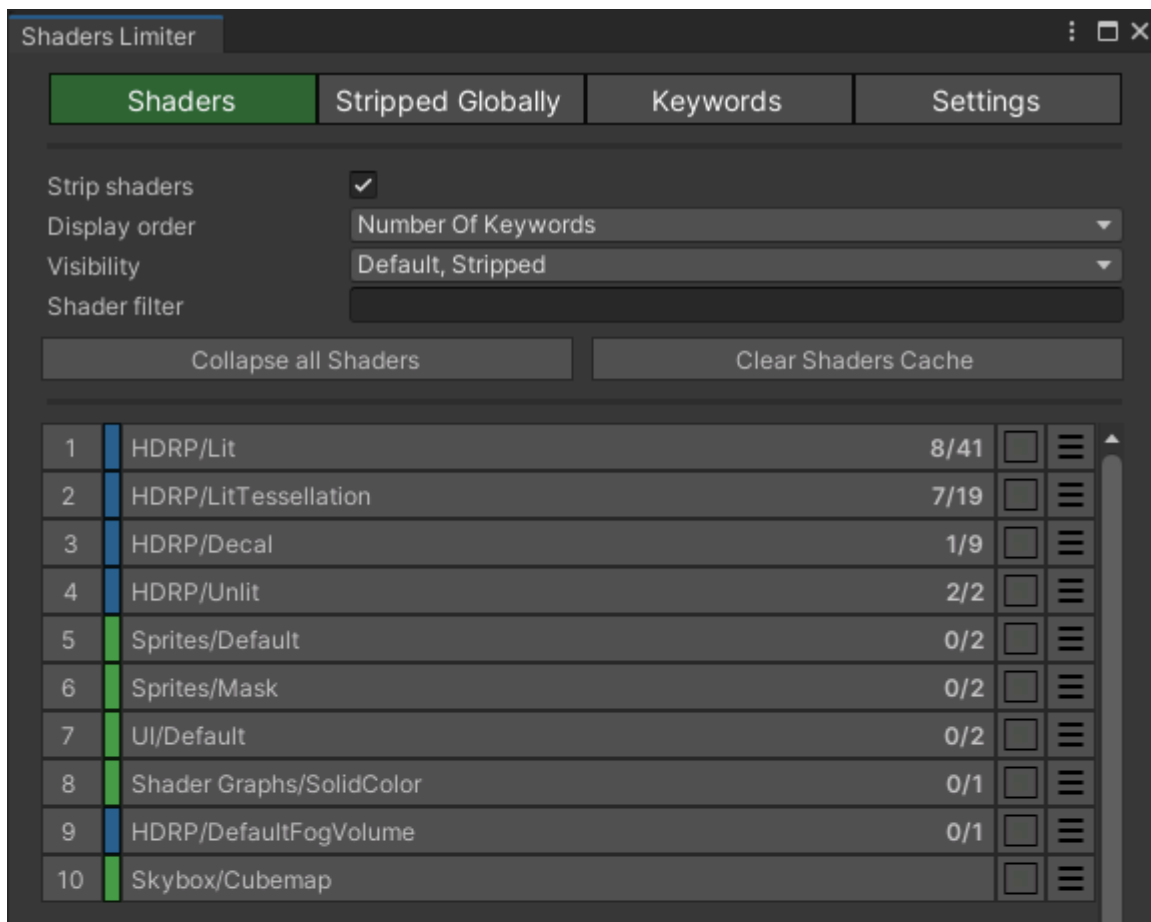 Shaders Limiter
Shaders Stripped Globally Keywords Settings
Strip shaders
Display order Number Of Keywords
Visibility Default, Stripped
Shader filter
Collapse all Shaders Clear Shaders Cache
1 HDRP/Lit 8/41
2 HDRP/LitTessellation 7/19
3 HDRP/Decal 1/9
4 HDRP/Unlit 2/2
5 Sprites/Default 0/2
6 Sprites/Mask 0/2
7 UI/Default 0/2
8 Shader Graphs/SolidColor 0/1
9 HDRP/DefaultFogVolume 0/1
10 Skybox/Cubemap